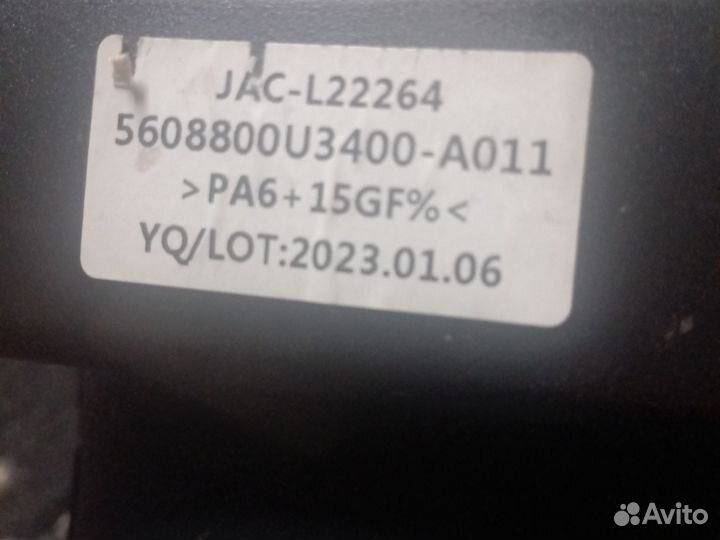 JAC-L22264
5608800U3400-A011
>PA6+15GF%<
YQ/LOT:2023.01.06
Avito